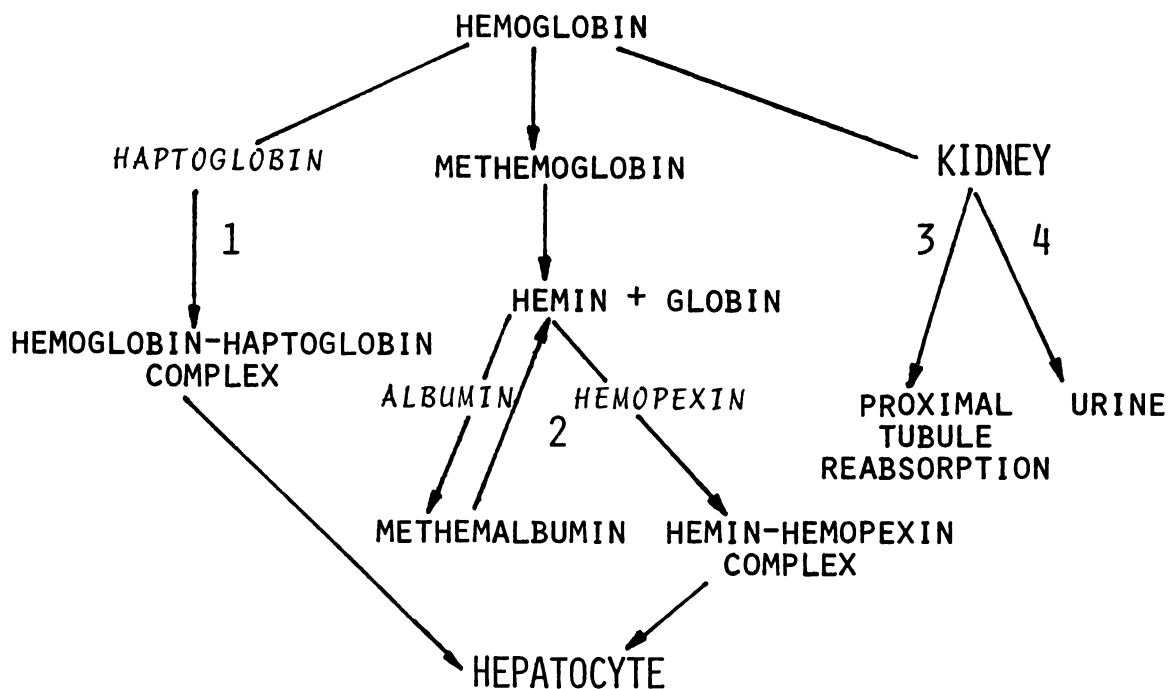 HEMOGLOBIN
HAPTOGLOBIN
METHEMOGLOBIN
KIDNEY
1
3
4
HEMIN + GLOBIN
HEMOGLOBIN-HAPTOGLOBIN
COMPLEX
ALBUMIN
2
HEMOPEXIN
PROXIMAL
TUBULE
REABSORPTION
URINE
METHEMALBUMIN
HEMIN-HEMOPEXIN
COMPLEX
HEPATOCYTE